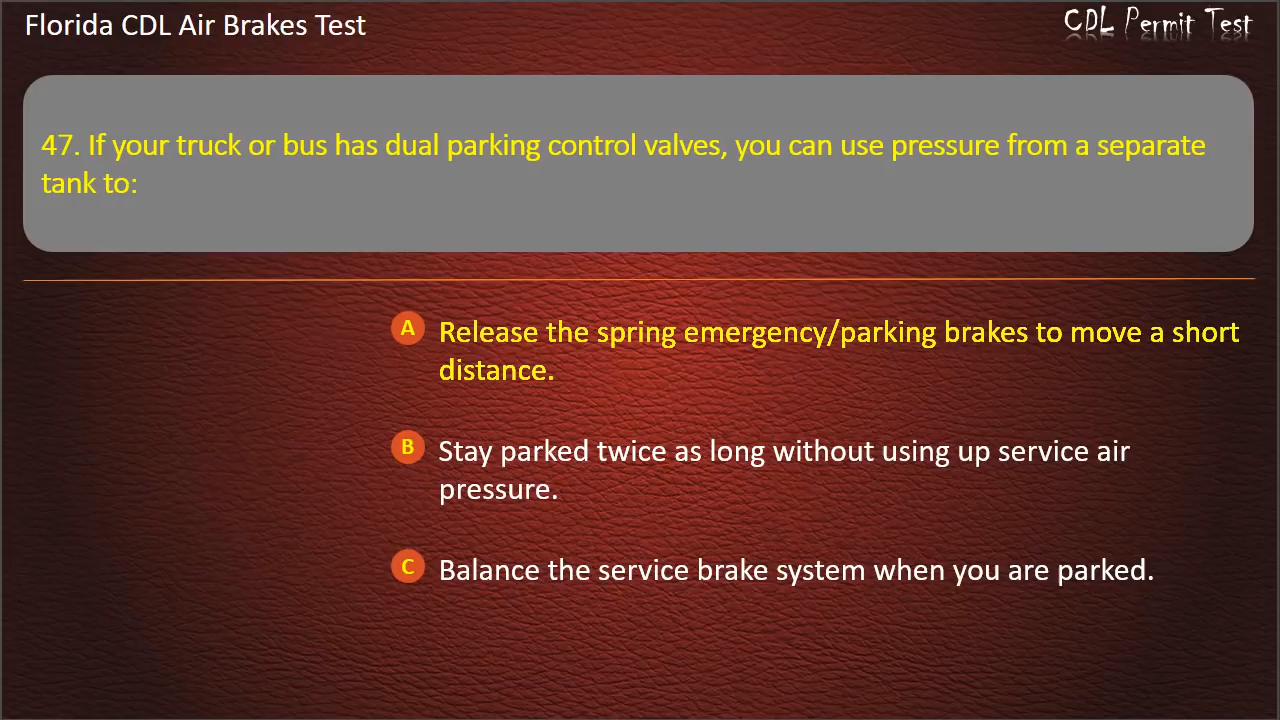 Florida CDL Air Brakes Test
CDL Permit Test
47. If your truck or bus has dual parking control valves, you can use pressure from a separate
tank to:
A Release the spring emergency/parking brakes to move a short
distance.
B Stay parked twice as long without using up service air
pressure.
C Balance the service brake system when you are parked.